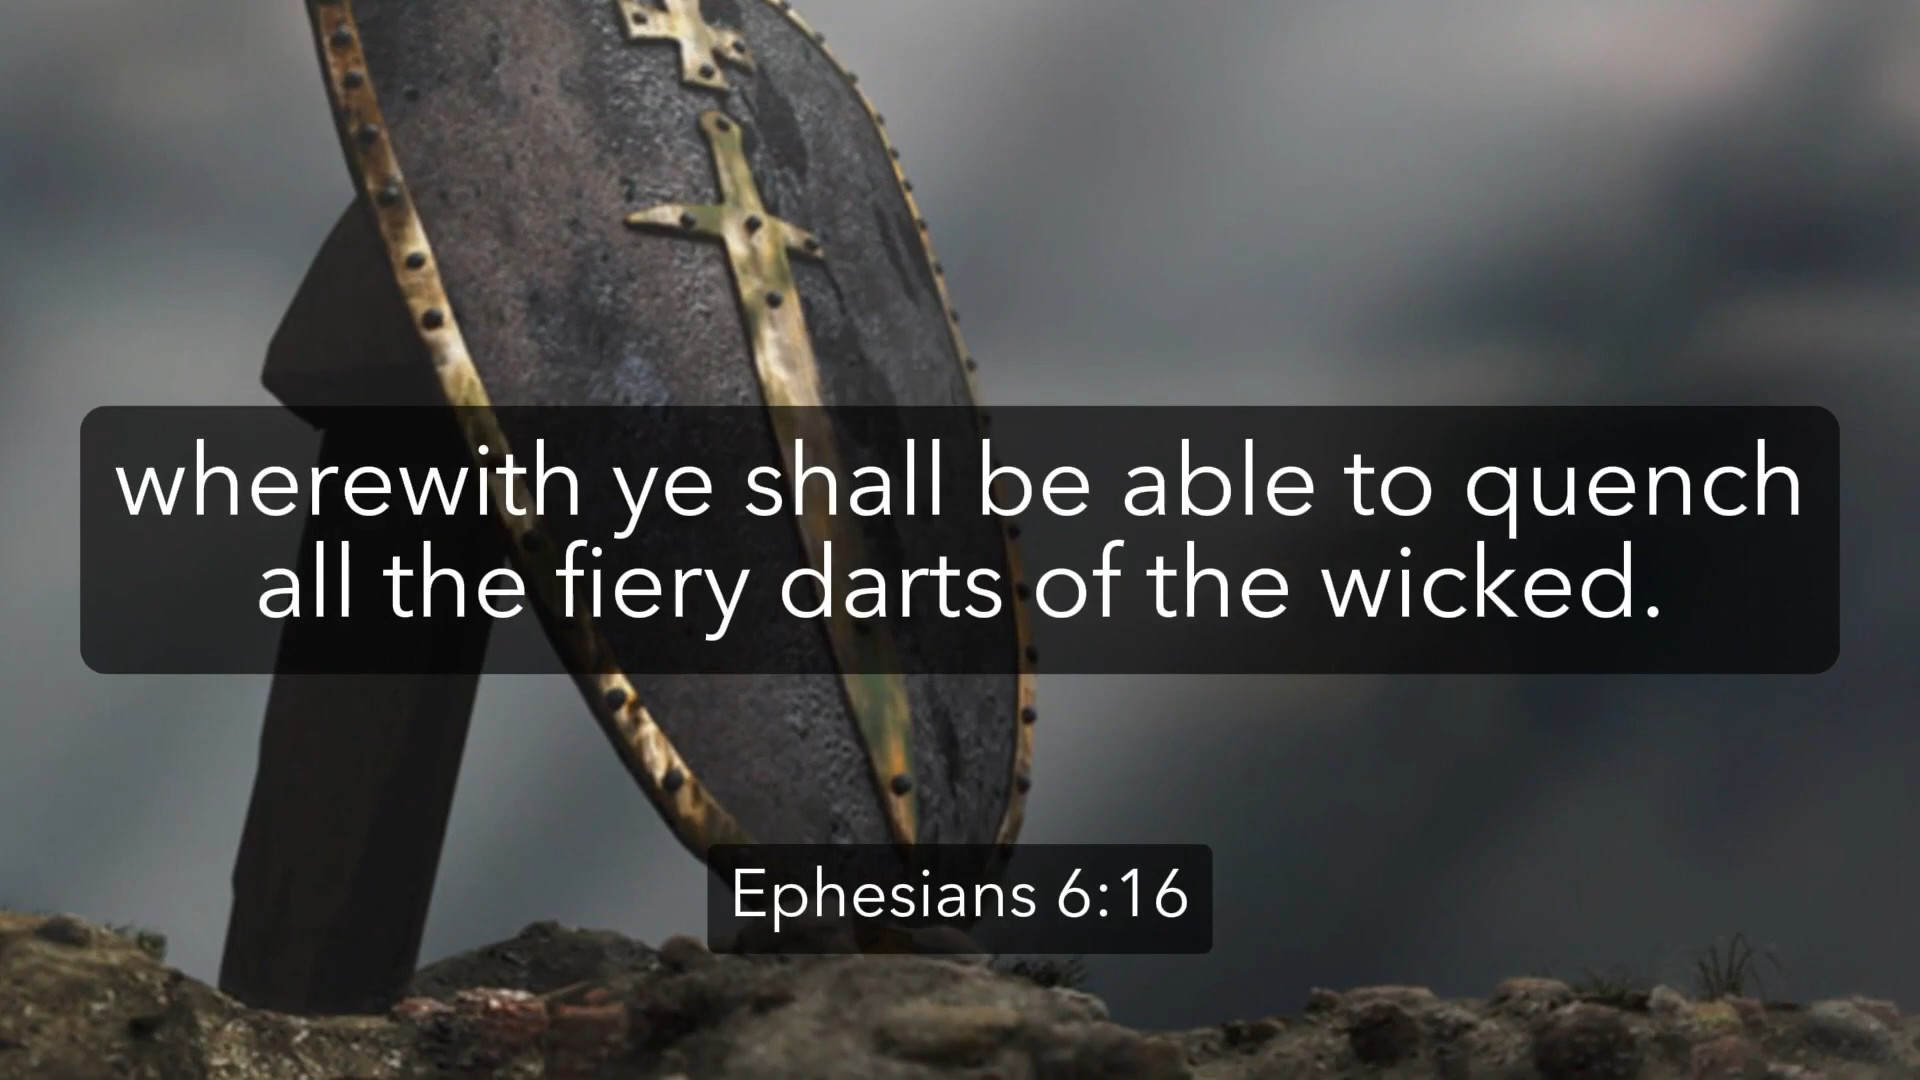 wherewith ye shall be able to quench
all the fiery darts of the wicked.
Ephesians 6:16